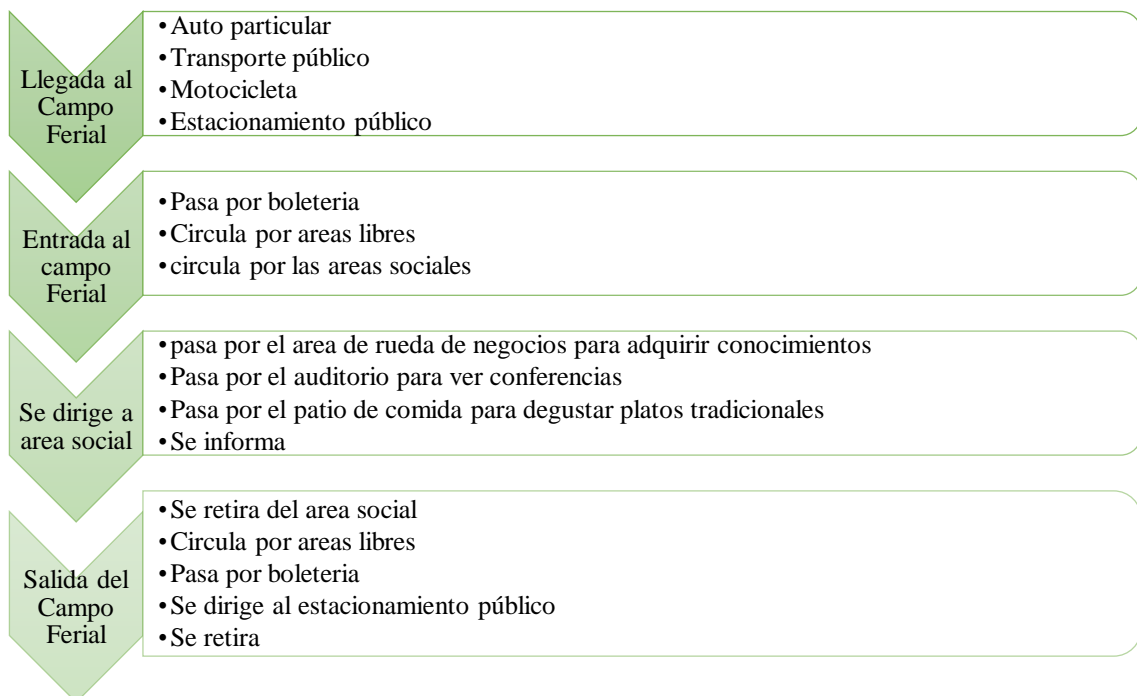 Llegada al
Campo
Ferial
•Auto particular
•Transporte público
•Motocicleta
•Estacionamiento público
Entrada al
campo
Ferial
•Pasa por boleteria
•Circula por areas libres
•circula por las areas sociales
Se dirige a
area social
•pasa por el area de rueda de negocios para adquirir conocimientos
•Pasa por el auditorio para ver conferencias
•Pasa por el patio de comida para degustar platos tradicionales
•Se informa
Salida del
Campo
Ferial
•Se retira del area social
•Circula por areas libres
•Pasa por boleteria
•Se dirige al estacionamiento público
•Se retira